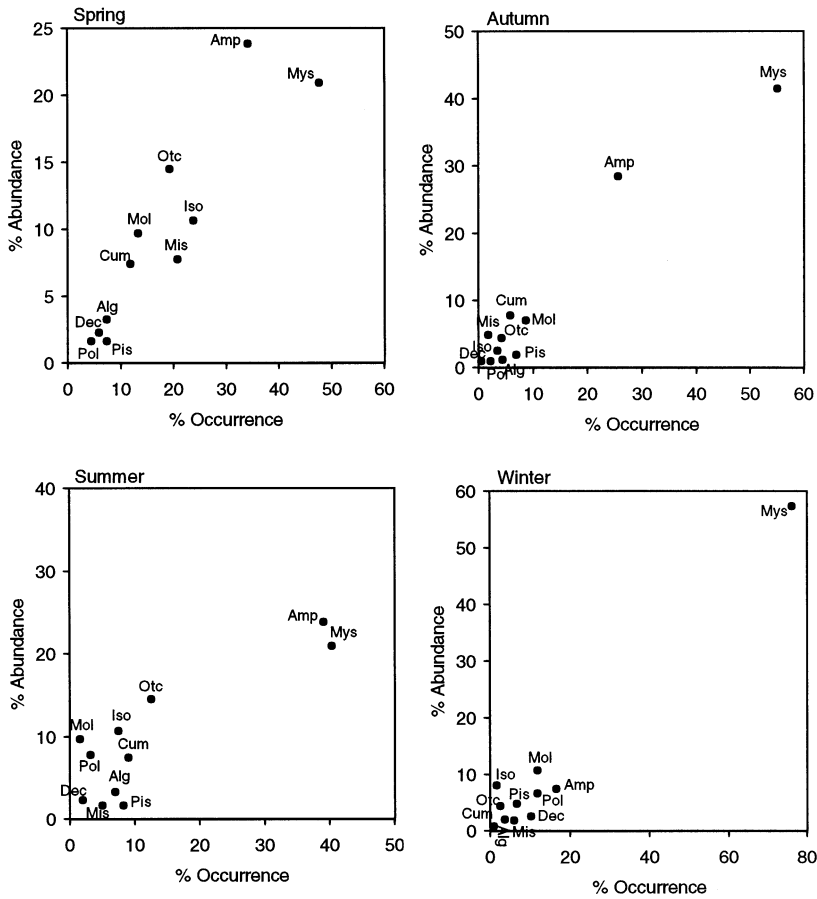 Spring
25
20
15
10
5
0
% Abundance
Amp
Mys
Otc
Iso
Mol
Mis
Cum
Alg
Dec
Pol
Pis
0 10 20 30 40 50 60
% Occurrence
Autumn
50
40
30
20
10
0
% Abundance
Mys
Amp
Cum
Mol
Mis
Otc
Iso
Pis
Dec
Pol
Alg
0 10 20 30 40 50 60
% Occurrence
Summer
40
30
20
10
0
% Abundance
Amp
Mys
Otc
Iso
Mol
Cum
Pol
Alg
Dec
Mis
Pis
0 10 20 30 40 50
% Occurrence
Winter
60
50
40
30
20
10
0
% Abundance
Mys
Mol
Iso
Amp
Pis
Pol
Otc
Cum
Dec
Alg
Mis
0 20 40 60 80
% Occurrence